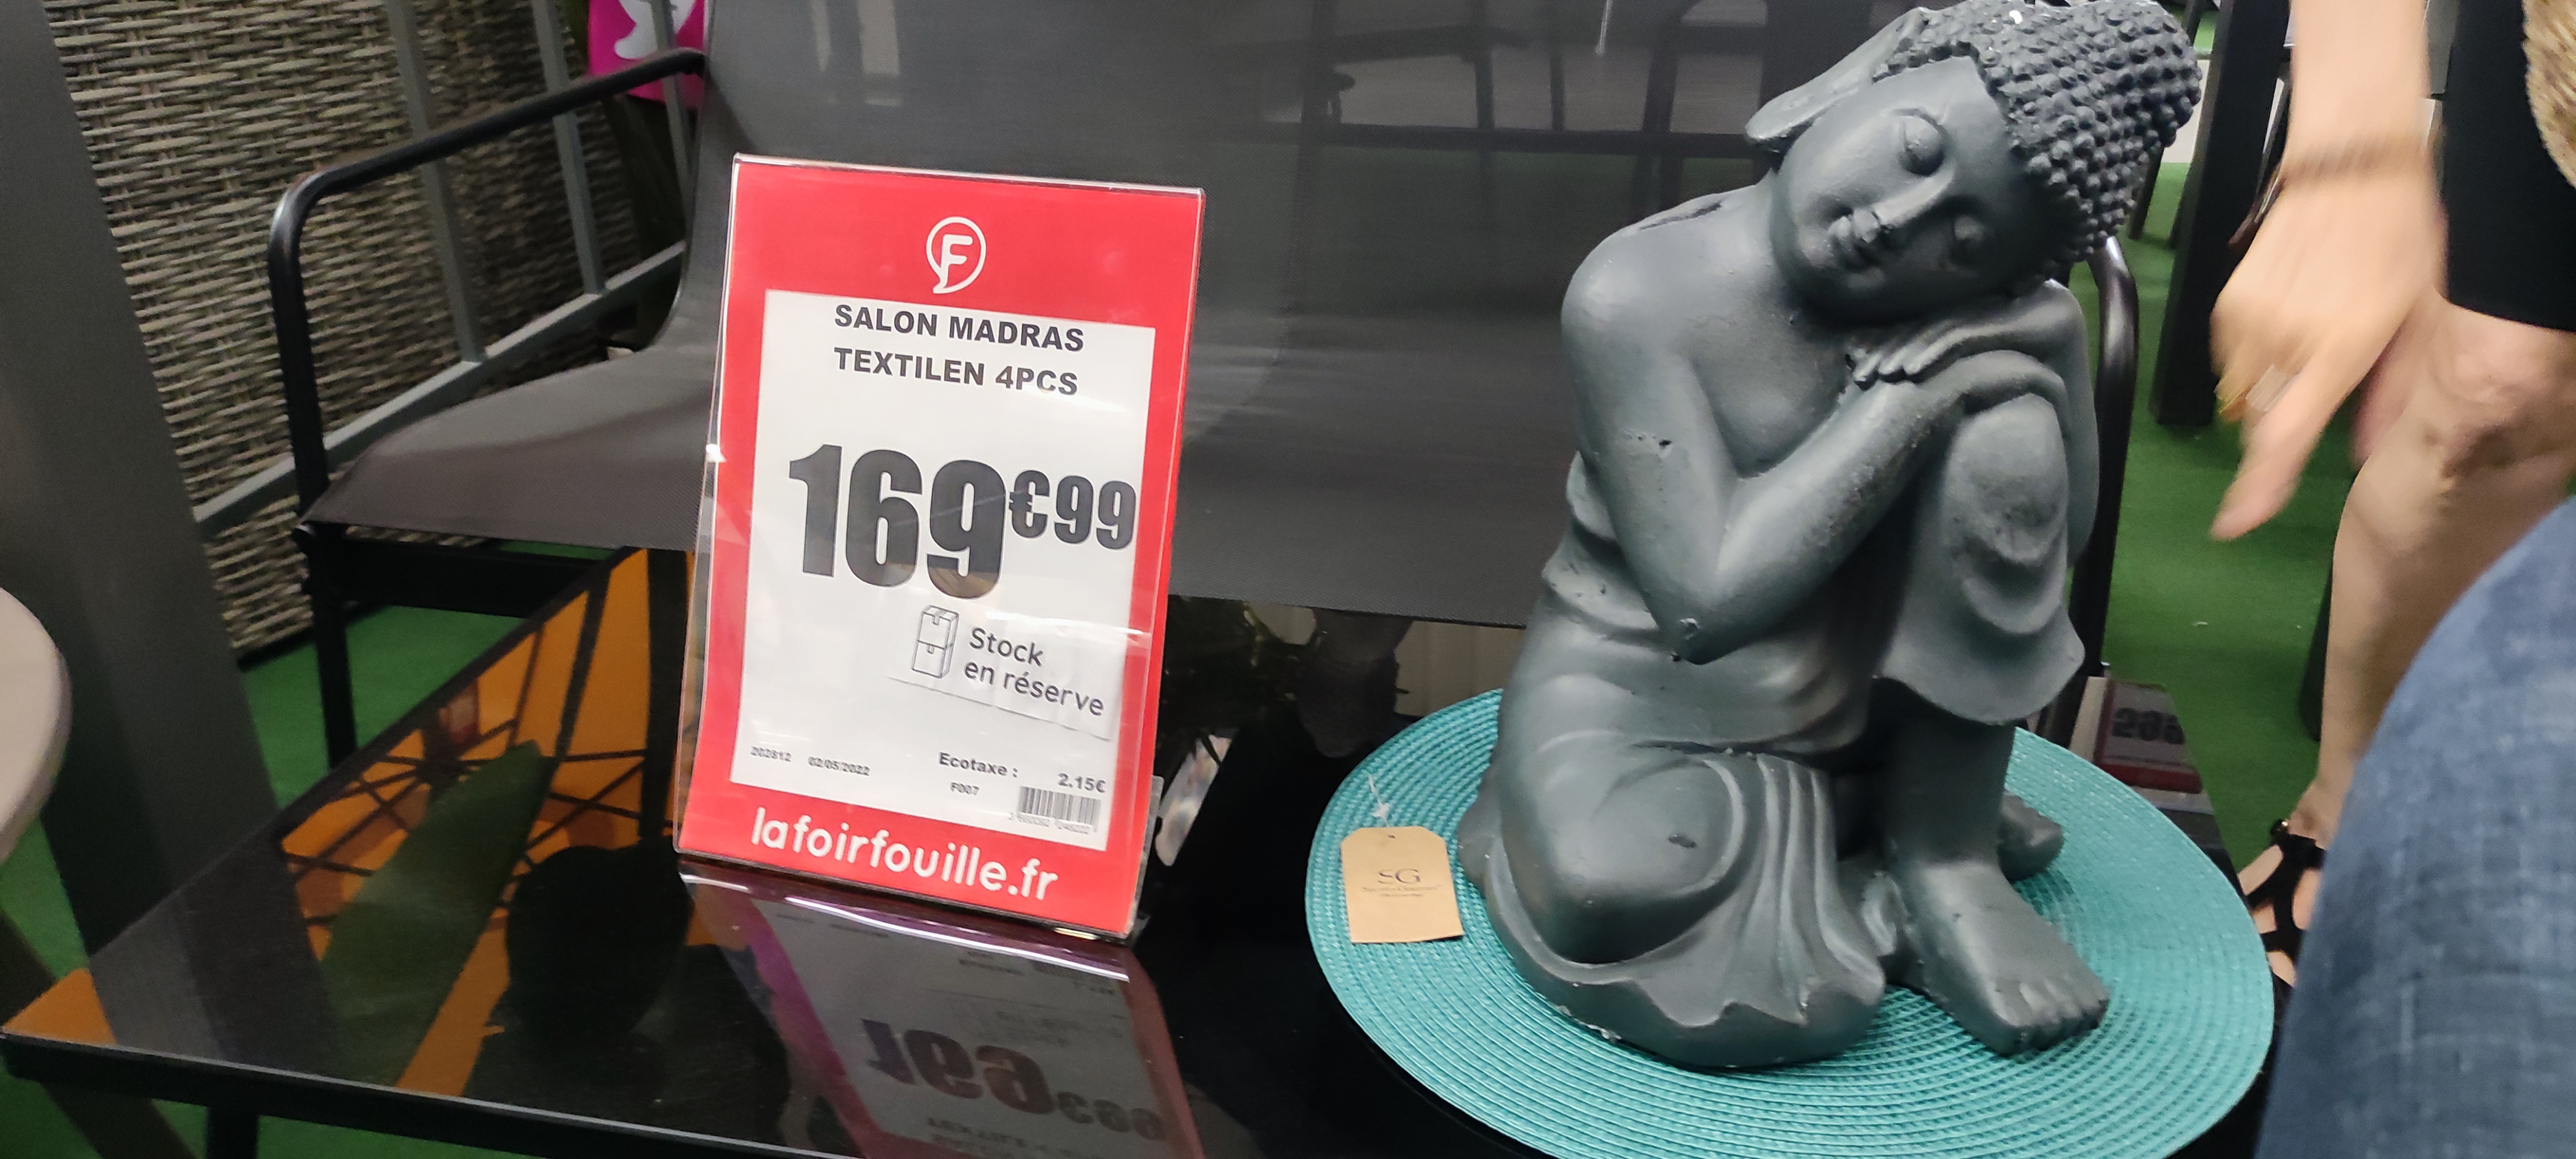 F
SALON MADRAS
TEXTILEN 4PCS
169€99
Stock
en réserve
202812 02/05/2022
Ecotaxe : 2.15€
F007
lafoirfouille.fr
SG